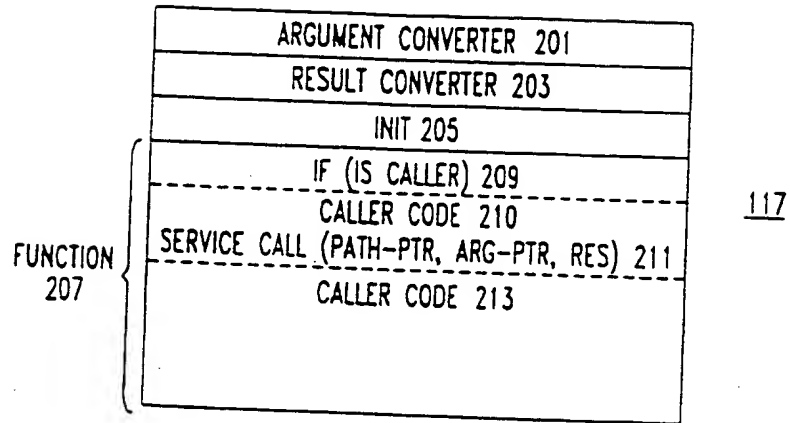 ARGUMENT CONVERTER 201
RESULT CONVERTER 203
INIT 205
IF (IS CALLER) 209
CALLER CODE 210
SERVICE CALL (PATH-PTR, ARG-PTR, RES) 211
CALLER CODE 213
FUNCTION
207
117